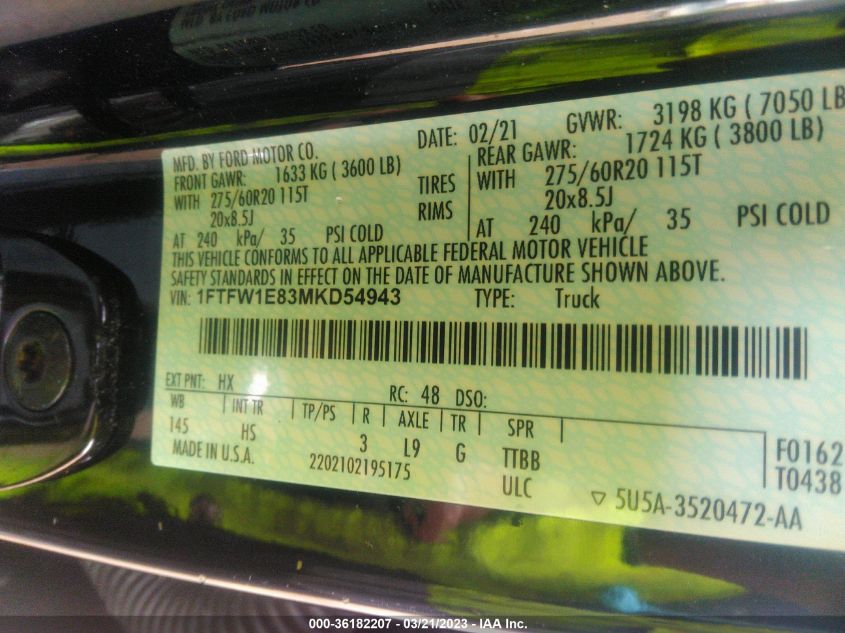 MFD. BY FORD MOTOR CO. DATE: 02/21 GVWR: 3198 KG ( 7050 LB
FRONT GAWR: 1633 KG ( 3600 LB) REAR GAWR: 1724 KG ( 3800 LB)
WITH 275/60R20 115T TIRES WITH 275/60R20 115T
20x8.5J RIMS 20x8.5J
AT 240 kPa/ 35 PSI COLD AT 240 kPa/ 35 PSI COLD
THIS VEHICLE CONFORMS TO ALL APPLICABLE FEDERAL MOTOR VEHICLE
SAFETY STANDARDS IN EFFECT ON THE DATE OF MANUFACTURE SHOWN ABOVE.
VIN: 1FTFW1E83MKD54943 TYPE: Truck
EXT PNT: HX RC: 48 DSO:
WB INT TR TP/PS R AXLE TR SPR
145 HS 3 L9 G TTBB F0162
MADE IN U.S.A. 2202102195175 ULC T0438
▽ 5U5A-3520472-AA
000-36182207 - 03/21/2023 - IAA Inc.